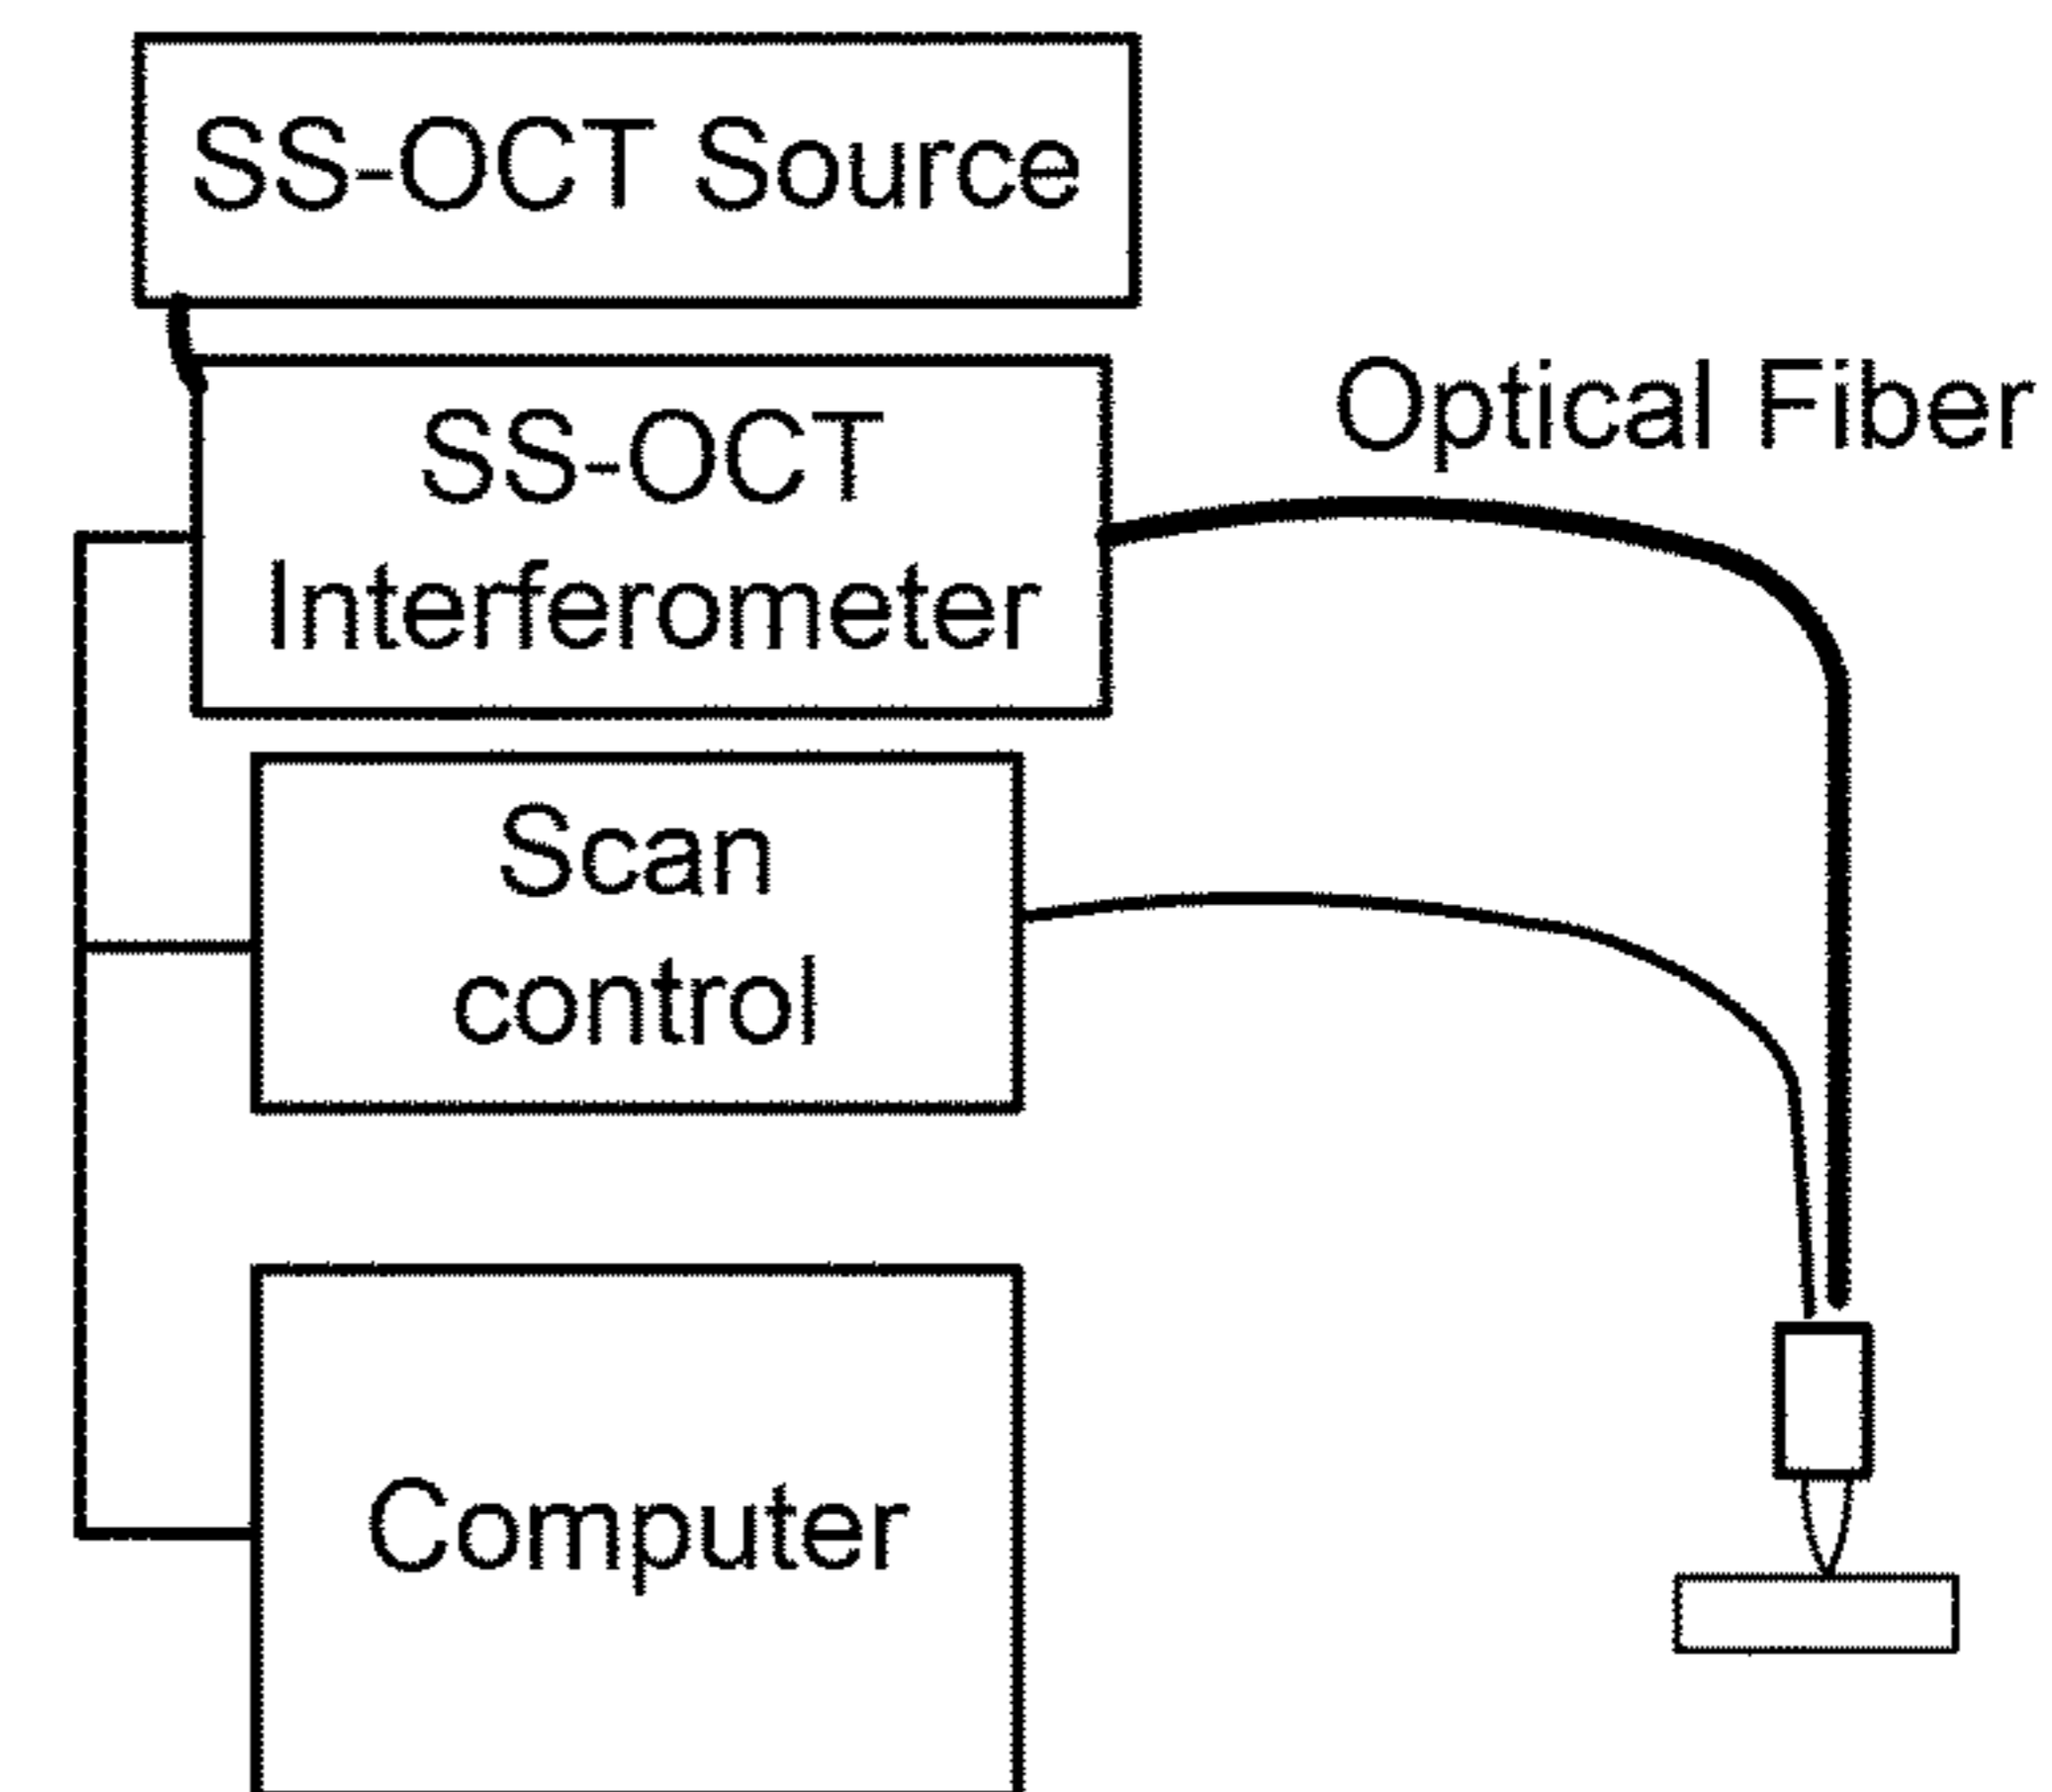 SS-OCT Source
SS-OCT
Interferometer
Optical Fiber
Scan
control
Computer